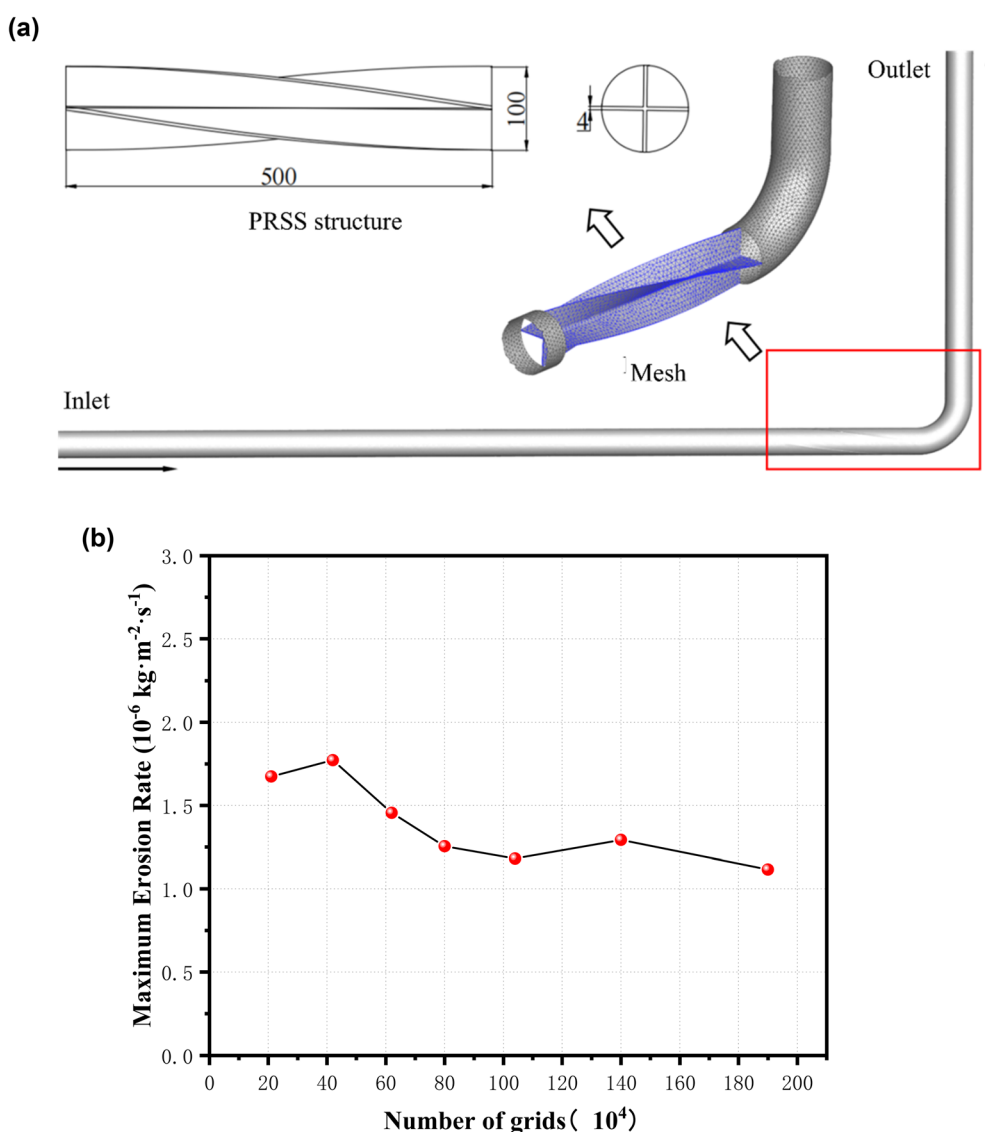 (a)
Outlet
100
4
500
PRSS structure
Mesh
Inlet
(b)
3.0
2.5
2.0
1.5
1.0
0.5
0.0
Maximum Erosion Rate (10⁻⁶ kg·m⁻²·s⁻¹)
0 20 40 60 80 100 120 140 160 180 200
Number of grids( 10⁴)